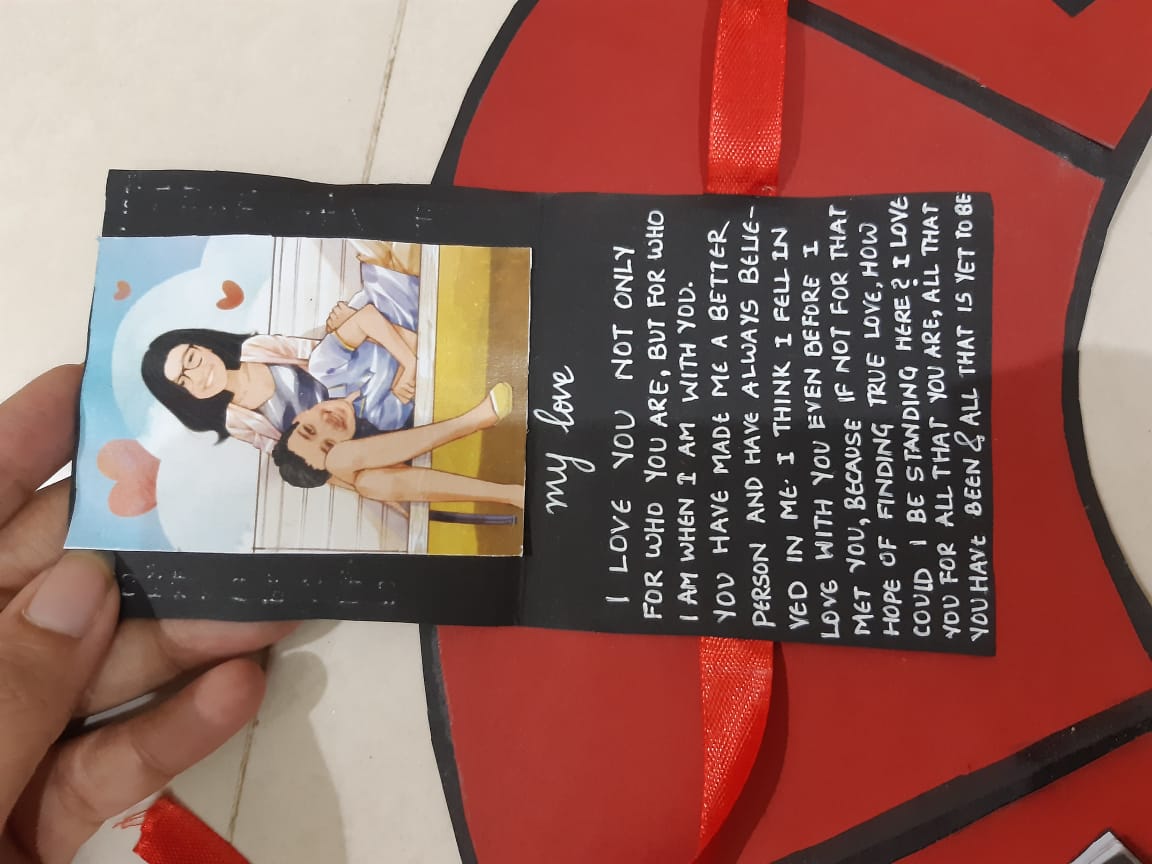 my love
I LOVE YOU NOT ONLY
FOR WHO YOU ARE, BUT FOR WHO
I AM WHEN I AM WITH YOU.
YOU HAVE MADE ME A BETTER
PERSON AND HAVE ALWAYS BELIE-
VED IN ME. I THINK I FELL IN
LOVE WITH YOU EVEN BEFORE I
MET YOU, BECAUSE IF NOT FOR THAT
HOPE OF FINDING TRUE LOVE, HOW
COULD I BE STANDING HERE? I LOVE
YOU FOR ALL THAT YOU ARE, ALL THAT
YOU HAVE BEEN & ALL THAT IS YET TO BE